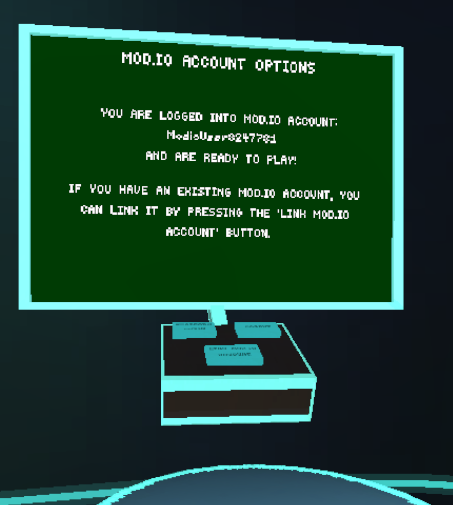 MOD.IO ACCOUNT OPTIONS
YOU ARE LOGGED INTO MOD.IO ACCOUNT:
ModioUser8247781
AND ARE READY TO PLAY!
IF YOU HAVE AN EXISTING MOD.IO ACCOUNT, YOU
CAN LINK IT BY PRESSING THE 'LINK MOD.IO
ACCOUNT' BUTTON.